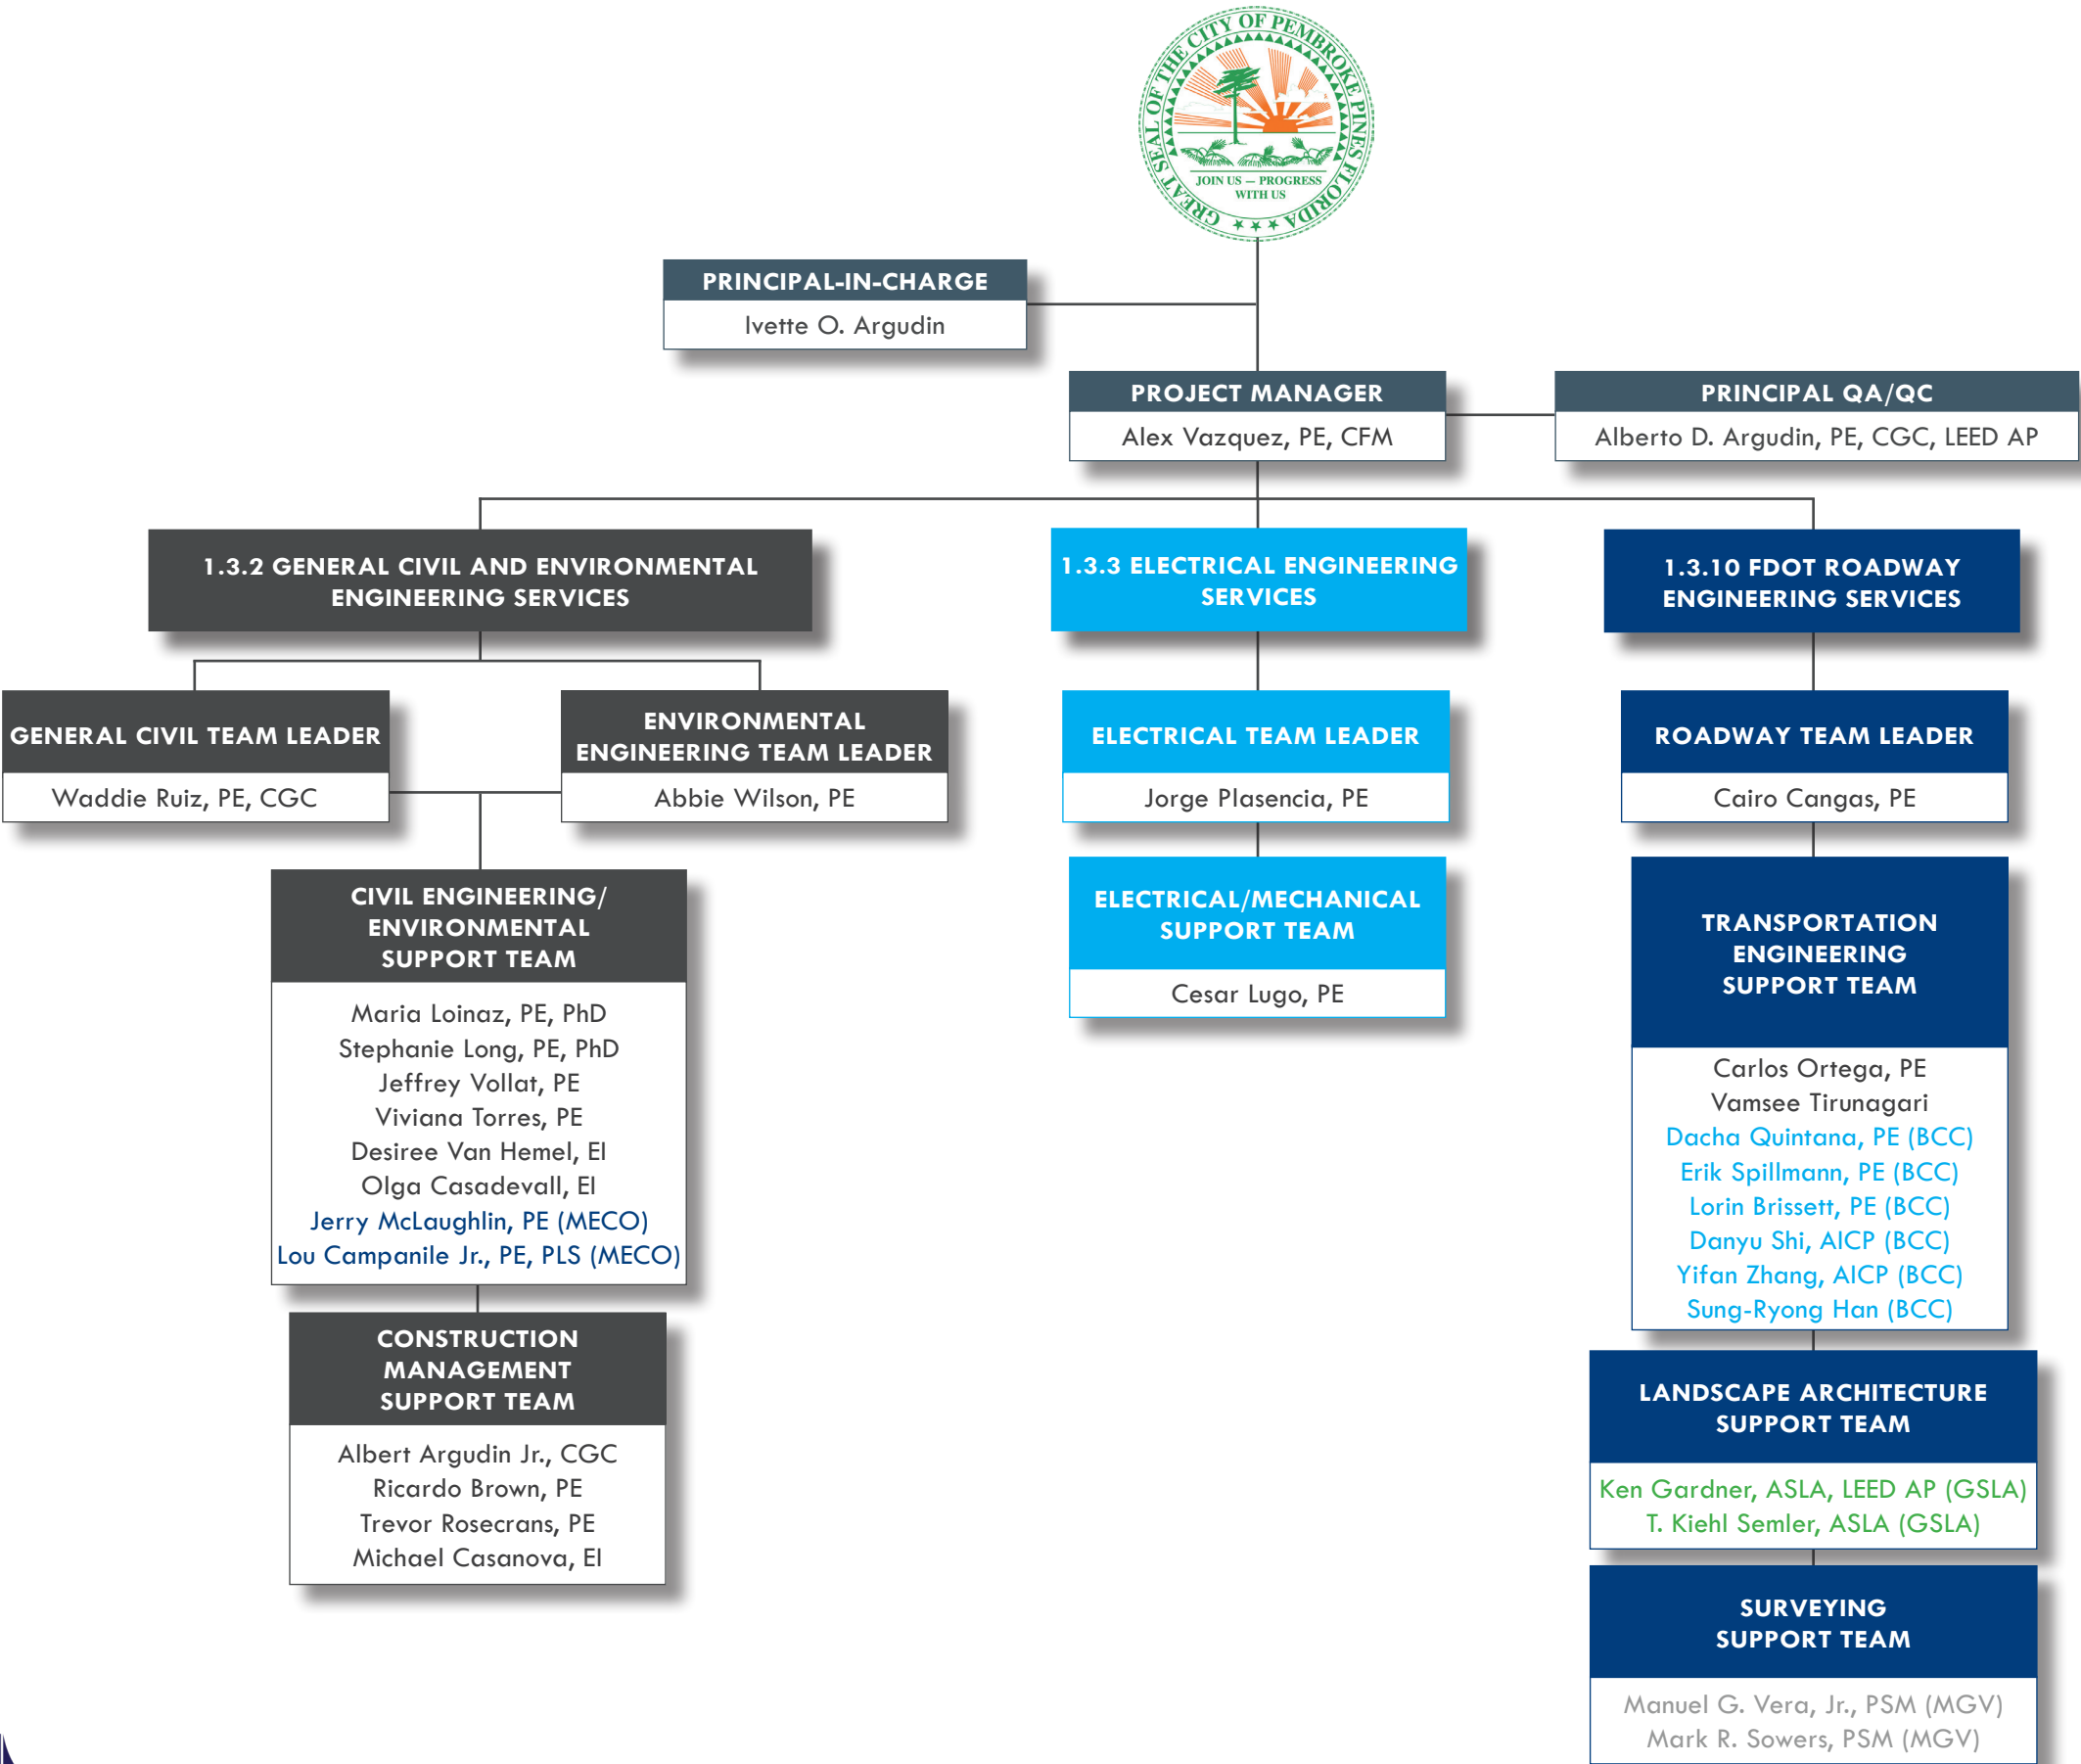 GREAT SEAL OF THE CITY OF PEMBROKE PINES FLORIDA
JOIN US — PROGRESS
WITH US
PRINCIPAL-IN-CHARGE
Ivette O. Argudin
PROJECT MANAGER
Alex Vazquez, PE, CFM
PRINCIPAL QA/QC
Alberto D. Argudin, PE, CGC, LEED AP
1.3.2 GENERAL CIVIL AND ENVIRONMENTAL
ENGINEERING SERVICES
GENERAL CIVIL TEAM LEADER
Waddie Ruiz, PE, CGC
ENVIRONMENTAL
ENGINEERING TEAM LEADER
Abbie Wilson, PE
CIVIL ENGINEERING/
ENVIRONMENTAL
SUPPORT TEAM
Maria Loinaz, PE, PhD
Stephanie Long, PE, PhD
Jeffrey Vollat, PE
Viviana Torres, PE
Desiree Van Hemel, EI
Olga Casadevall, EI
Jerry McLaughlin, PE (MECO)
Lou Campanile Jr., PE, PLS (MECO)
CONSTRUCTION
MANAGEMENT
SUPPORT TEAM
Albert Argudin Jr., CGC
Ricardo Brown, PE
Trevor Rosecrans, PE
Michael Casanova, EI
1.3.3 ELECTRICAL ENGINEERING
SERVICES
ELECTRICAL TEAM LEADER
Jorge Plasencia, PE
ELECTRICAL/MECHANICAL
SUPPORT TEAM
Cesar Lugo, PE
1.3.10 FDOT ROADWAY
ENGINEERING SERVICES
ROADWAY TEAM LEADER
Cairo Cangas, PE
TRANSPORTATION
ENGINEERING
SUPPORT TEAM
Carlos Ortega, PE
Vamsee Tirunagari
Dacha Quintana, PE (BCC)
Erik Spillmann, PE (BCC)
Lorin Brissett, PE (BCC)
Danyu Shi, AICP (BCC)
Yifan Zhang, AICP (BCC)
Sung-Ryong Han (BCC)
LANDSCAPE ARCHITECTURE
SUPPORT TEAM
Ken Gardner, ASLA, LEED AP (GSLA)
T. Kiehl Semler, ASLA (GSLA)
SURVEYING
SUPPORT TEAM
Manuel G. Vera, Jr., PSM (MGV)
Mark R. Sowers, PSM (MGV)